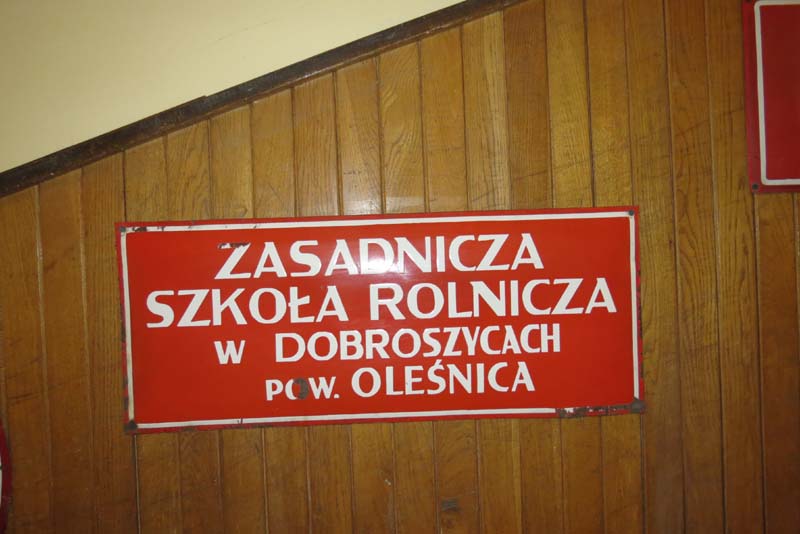 ZASADNICZA
SZKOŁA ROLNICZA
W DOBROSZYCACH
POW. OLEŚNICA